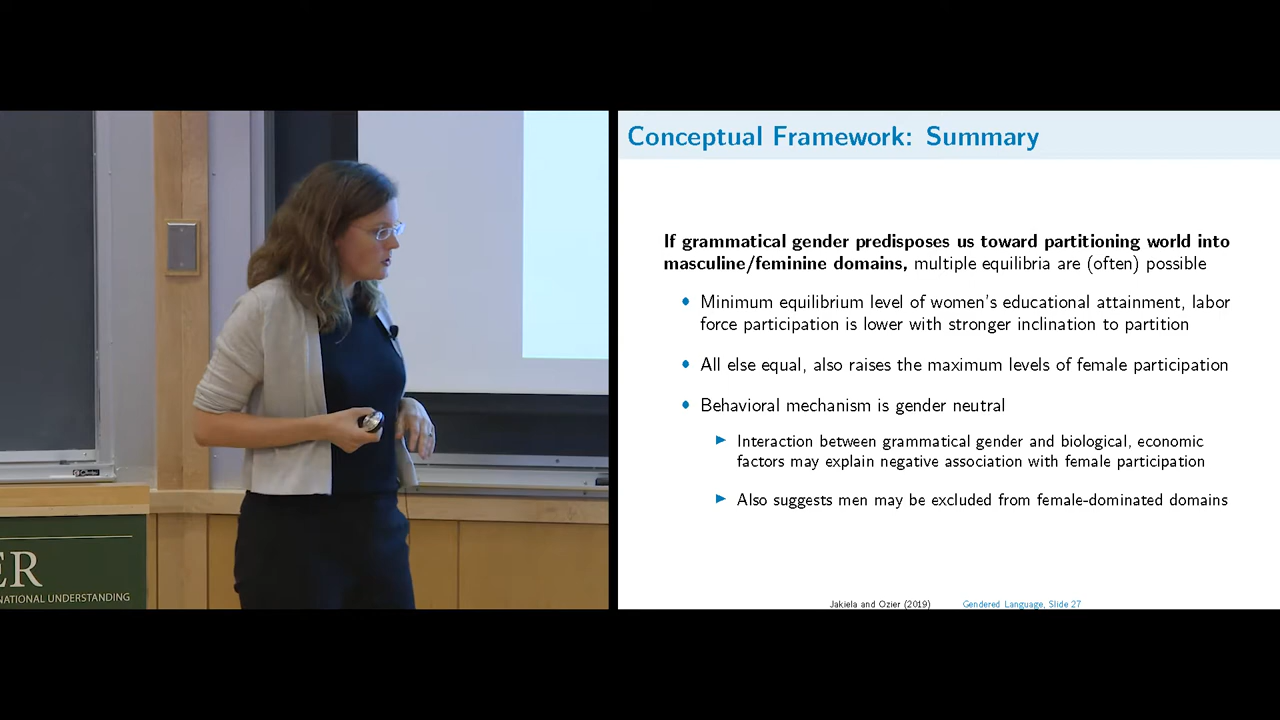 Conceptual Framework: Summary
If grammatical gender predisposes us toward partitioning world into
masculine/feminine domains, multiple equilibria are (often) possible
Minimum equilibrium level of women's educational attainment, labor
force participation is lower with stronger inclination to partition
All else equal, also raises the maximum levels of female participation
Behavioral mechanism is gender neutral
Interaction between grammatical gender and biological, economic
factors may explain negative association with female participation
Also suggests men may be excluded from female-dominated domains
Jakiela and Ozier (2019) Gendered Language, Slide 27
ER
NATIONAL UNDERSTANDING